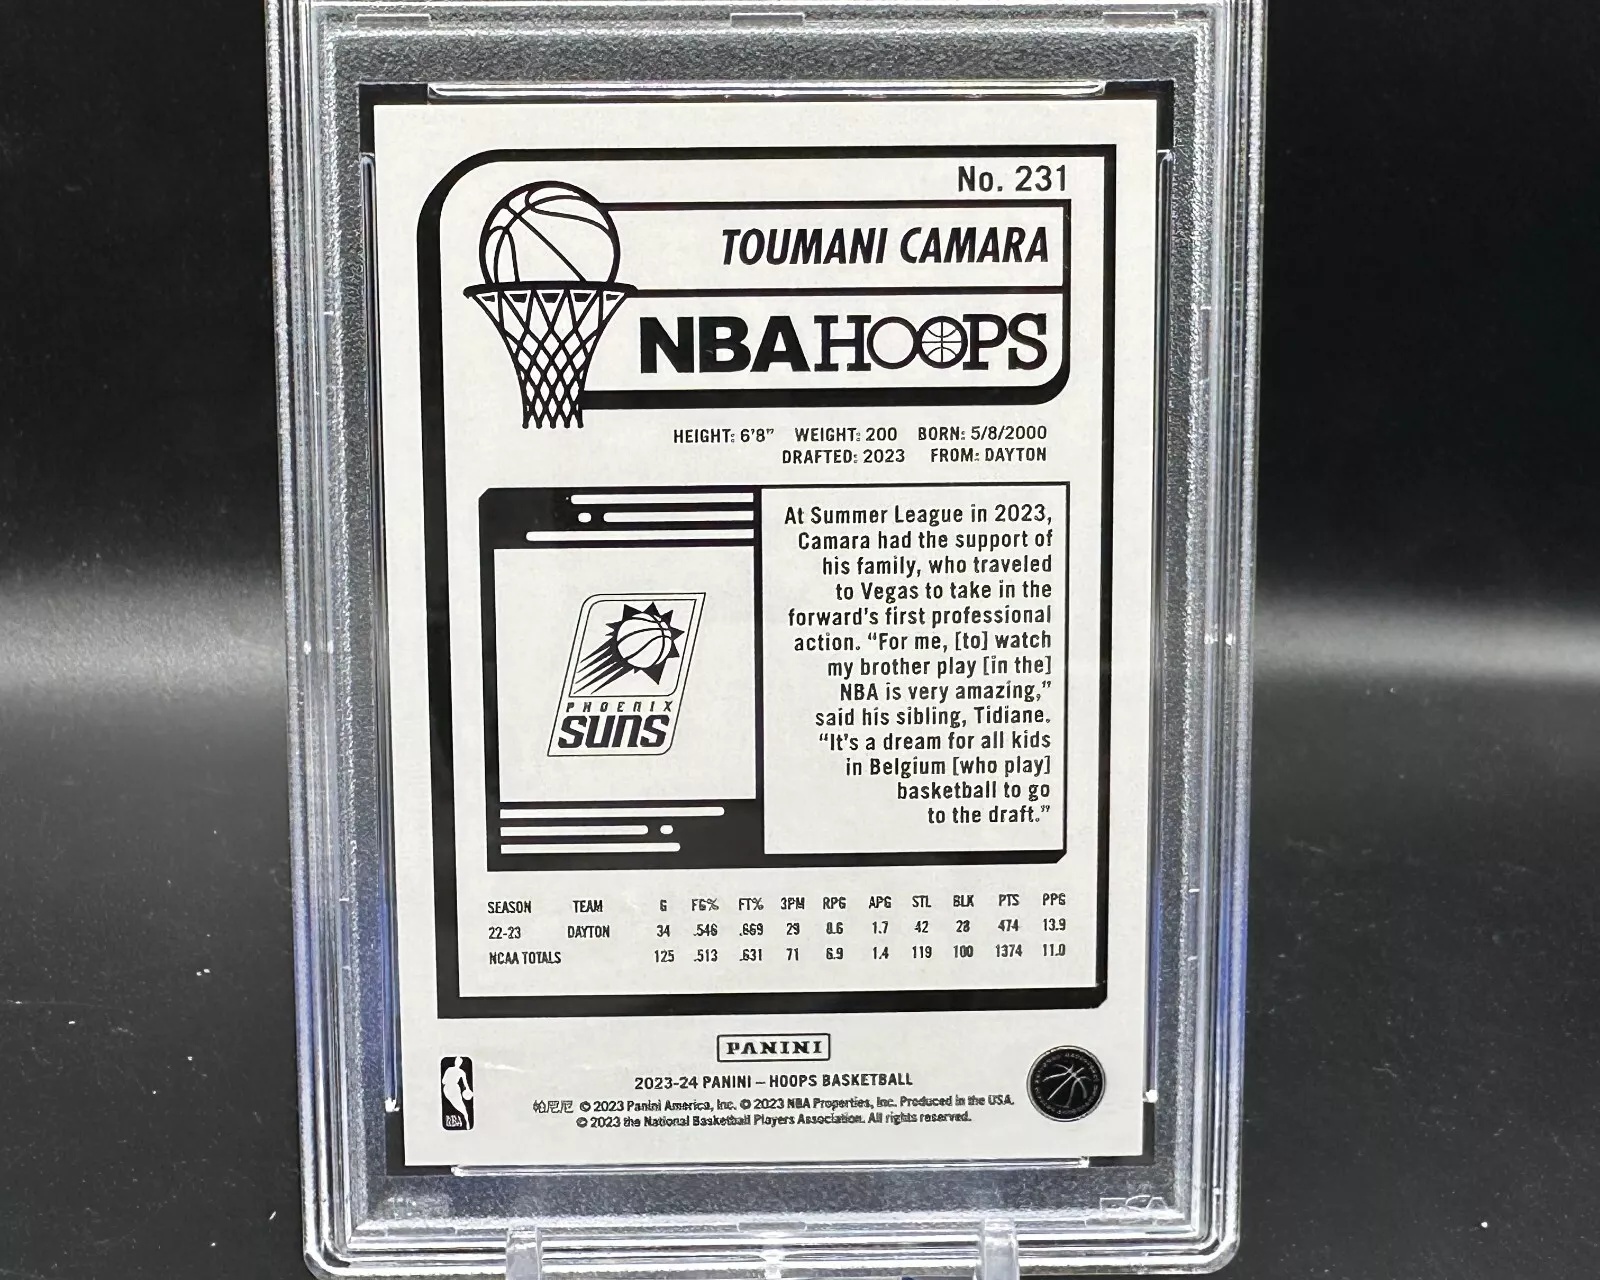 No. 231
TOUMANI CAMARA
NBA HOOPS
HEIGHT: 6'8" WEIGHT: 200 BORN: 5/8/2000
DRAFTED: 2023 FROM: DAYTON
At Summer League in 2023,
Camara had the support of
his family, who traveled
to Vegas to take in the
forward's first professional
action. “For me, [to] watch
my brother play [in the]
NBA is very amazing,”
said his sibling, Tidiane.
“It's a dream for all kids
in Belgium [who play]
basketball to go
to the draft.”
PHOENIX
SUNS
SEASON TEAM G FG% FT% 3PM RPG APG STL BLK PTS PPG
22-23 DAYTON 34 .546 .669 29 8.6 1.7 42 28 474 13.9
NCAA TOTALS 125 .513 .631 71 6.9 1.4 119 100 1374 11.0
PANINI
2023-24 PANINI – HOOPS BASKETBALL
帕尼尼 © 2023 Panini America, Inc. © 2023 NBA Properties, Inc. Produced in the USA.
© 2023 the National Basketball Players Association. All rights reserved.
NBA
PSA